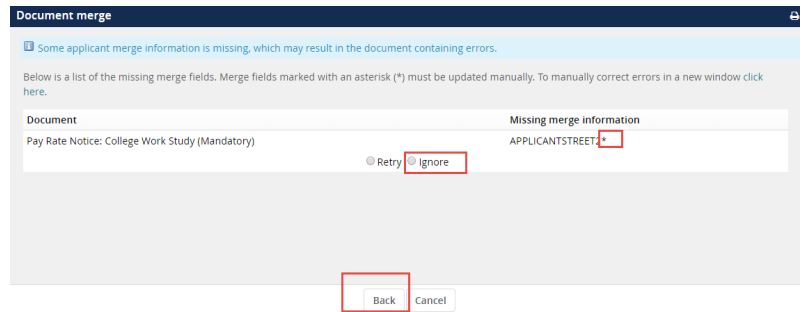 Document merge
Some applicant merge information is missing, which may result in the document containing errors.
Below is a list of the missing merge fields. Merge fields marked with an asterisk (*) must be updated manually. To manually correct errors in a new window click
here.
Document Missing merge information
Pay Rate Notice: College Work Study (Mandatory) APPLICANTSTREET2*
Retry Ignore
Back Cancel